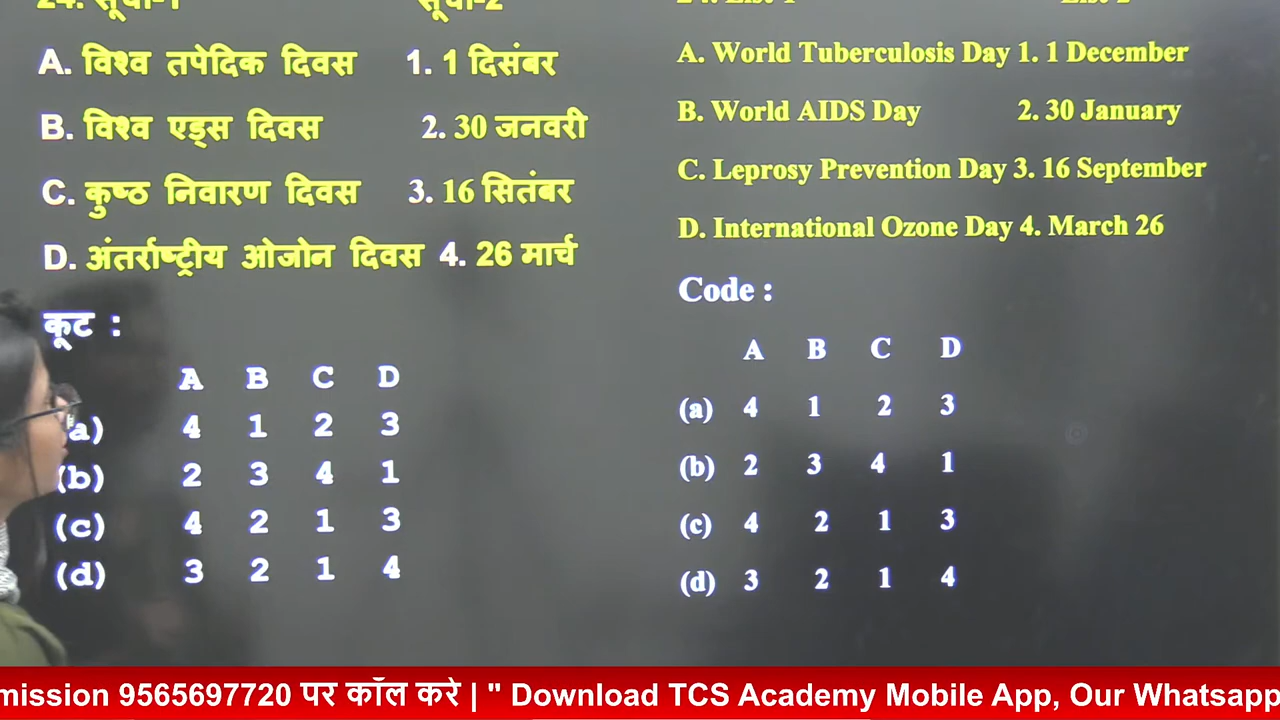 A. विश्व तपेदिक दिवस 1. 1 दिसंबर
B. विश्व एड्स दिवस 2. 30 जनवरी
C. कुष्ठ निवारण दिवस 3. 16 सितंबर
D. अंतर्राष्ट्रीय ओजोन दिवस 4. 26 मार्च
कूट :
A B C D
(a) 4 1 2 3
(b) 2 3 4 1
(c) 4 2 1 3
(d) 3 2 1 4
A. World Tuberculosis Day 1. 1 December
B. World AIDS Day 2. 30 January
C. Leprosy Prevention Day 3. 16 September
D. International Ozone Day 4. March 26
Code :
A B C D
(a) 4 1 2 3
(b) 2 3 4 1
(c) 4 2 1 3
(d) 3 2 1 4
mission 9565697720 पर कॉल करे | " Download TCS Academy Mobile App, Our Whatsapp